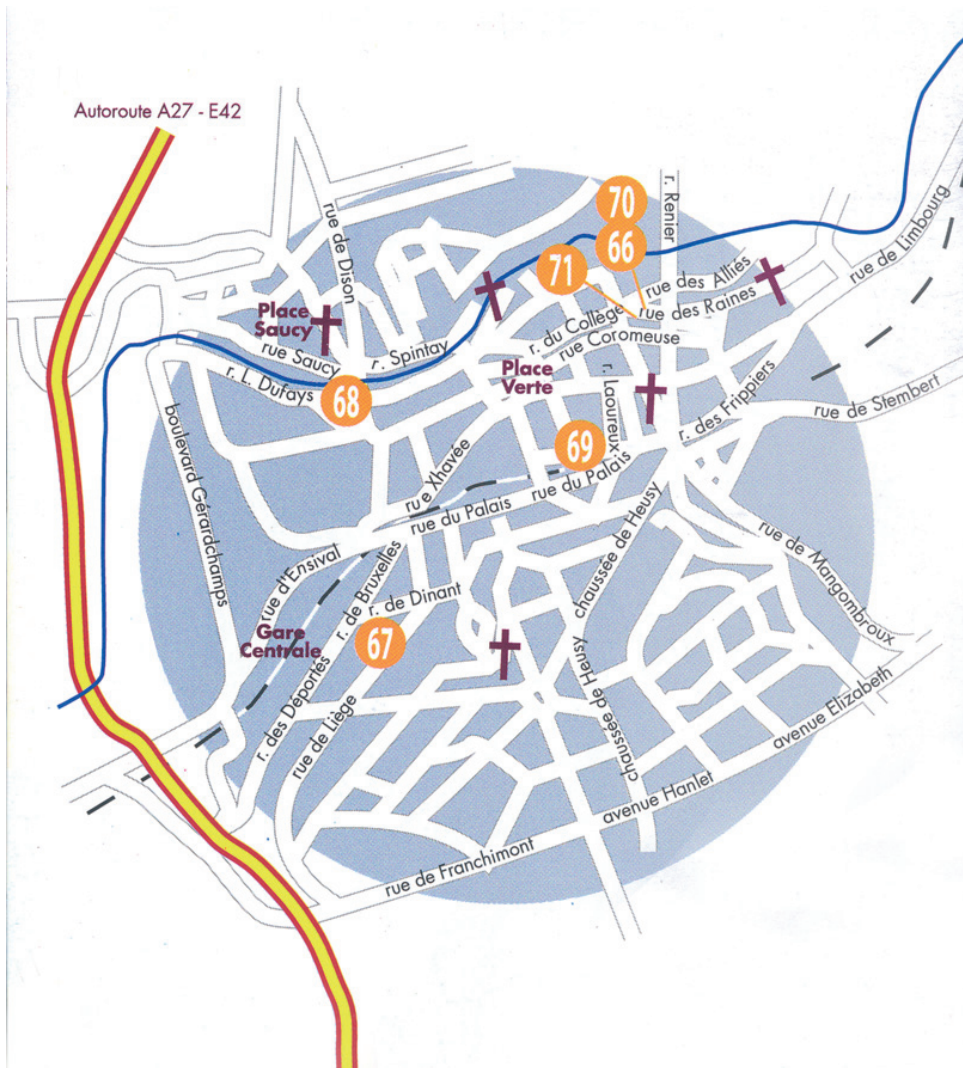 Autoroute A27 - E42
70
r. Renier
66
71
rue de Dison
rue de Limbourg
rue des Alliés
rue des Raines
Place
Saucy
r. du Collège
rue Coromeuse
rue Saucy
r. Spintay
r. L. Dufays
68
Place
Verte
r. Laoureux
r. des Frippiers
rue de Stembert
69
boulevard Gérardchamps
rue Xhavée
rue du Palais
rue du Palais
chaussée de Heusy
rue de Mangombroux
rue d'Ensival
r. de Bruxelles
r. de Dinant
Gare
Centrale
67
r. des Déportés
rue de Liège
chaussée de Heusy
avenue Elizabeth
avenue Hanlet
rue de Franchimont